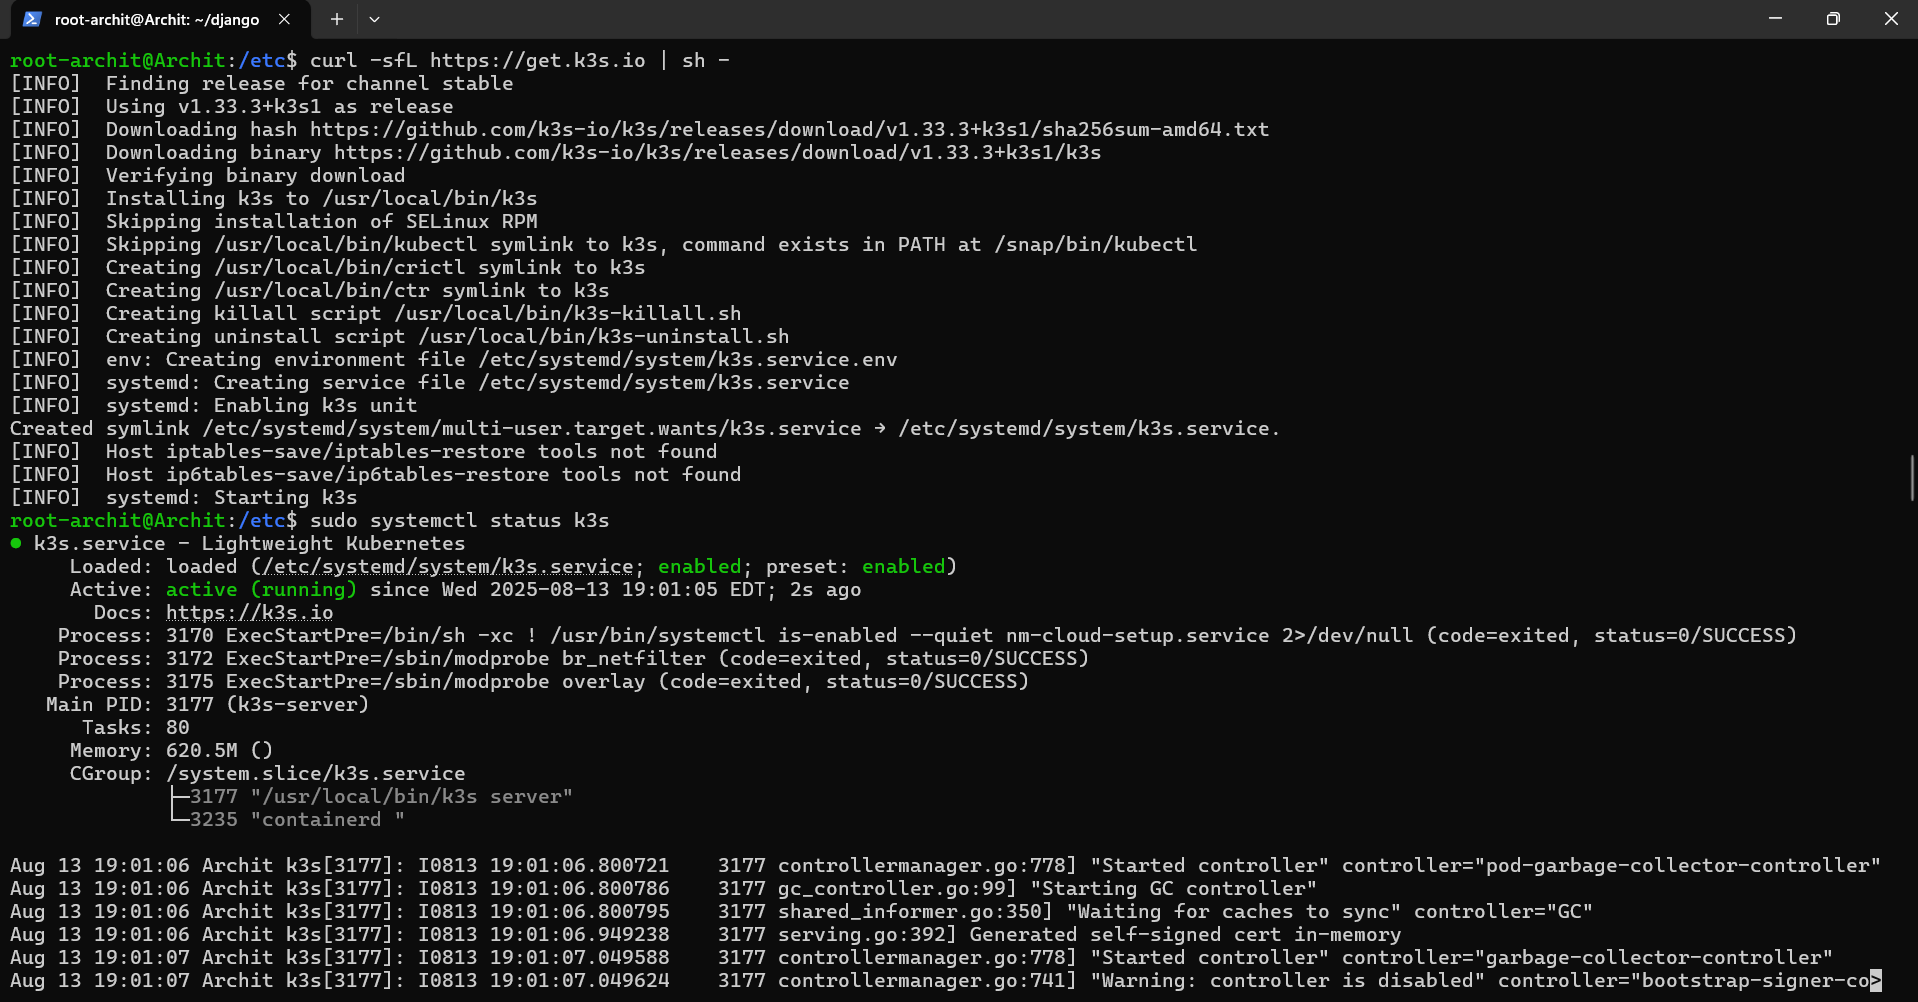 root-archit@Archit: ~/django
root-archit@Archit:/etc$ curl -sfL https://get.k3s.io | sh -
[INFO]  Finding release for channel stable
[INFO]  Using v1.33.3+k3s1 as release
[INFO]  Downloading hash https://github.com/k3s-io/k3s/releases/download/v1.33.3+k3s1/sha256sum-amd64.txt
[INFO]  Downloading binary https://github.com/k3s-io/k3s/releases/download/v1.33.3+k3s1/k3s
[INFO]  Verifying binary download
[INFO]  Installing k3s to /usr/local/bin/k3s
[INFO]  Skipping installation of SELinux RPM
[INFO]  Skipping /usr/local/bin/kubectl symlink to k3s, command exists in PATH at /snap/bin/kubectl
[INFO]  Creating /usr/local/bin/crictl symlink to k3s
[INFO]  Creating /usr/local/bin/ctr symlink to k3s
[INFO]  Creating killall script /usr/local/bin/k3s-killall.sh
[INFO]  Creating uninstall script /usr/local/bin/k3s-uninstall.sh
[INFO]  env: Creating environment file /etc/systemd/system/k3s.service.env
[INFO]  systemd: Creating service file /etc/systemd/system/k3s.service
[INFO]  systemd: Enabling k3s unit
Created symlink /etc/systemd/system/multi-user.target.wants/k3s.service → /etc/systemd/system/k3s.service.
[INFO]  Host iptables-save/iptables-restore tools not found
[INFO]  Host ip6tables-save/ip6tables-restore tools not found
[INFO]  systemd: Starting k3s
root-archit@Archit:/etc$ sudo systemctl status k3s
● k3s.service - Lightweight Kubernetes
     Loaded: loaded (/etc/systemd/system/k3s.service; enabled; preset: enabled)
     Active: active (running) since Wed 2025-08-13 19:01:05 EDT; 2s ago
       Docs: https://k3s.io
    Process: 3170 ExecStartPre=/bin/sh -xc ! /usr/bin/systemctl is-enabled --quiet nm-cloud-setup.service 2>/dev/null (code=exited, status=0/SUCCESS)
    Process: 3172 ExecStartPre=/sbin/modprobe br_netfilter (code=exited, status=0/SUCCESS)
    Process: 3175 ExecStartPre=/sbin/modprobe overlay (code=exited, status=0/SUCCESS)
   Main PID: 3177 (k3s-server)
      Tasks: 80
     Memory: 620.5M ()
     CGroup: /system.slice/k3s.service
             ├─3177 "/usr/local/bin/k3s server"
             └─3235 "containerd "
Aug 13 19:01:06 Archit k3s[3177]: I0813 19:01:06.800721    3177 controllermanager.go:778] "Started controller" controller="pod-garbage-collector-controller"
Aug 13 19:01:06 Archit k3s[3177]: I0813 19:01:06.800786    3177 gc_controller.go:99] "Starting GC controller"
Aug 13 19:01:06 Archit k3s[3177]: I0813 19:01:06.800795    3177 shared_informer.go:350] "Waiting for caches to sync" controller="GC"
Aug 13 19:01:06 Archit k3s[3177]: I0813 19:01:06.949238    3177 serving.go:392] Generated self-signed cert in-memory
Aug 13 19:01:07 Archit k3s[3177]: I0813 19:01:07.049588    3177 controllermanager.go:778] "Started controller" controller="garbage-collector-controller"
Aug 13 19:01:07 Archit k3s[3177]: I0813 19:01:07.049624    3177 controllermanager.go:741] "Warning: controller is disabled" controller="bootstrap-signer-co>